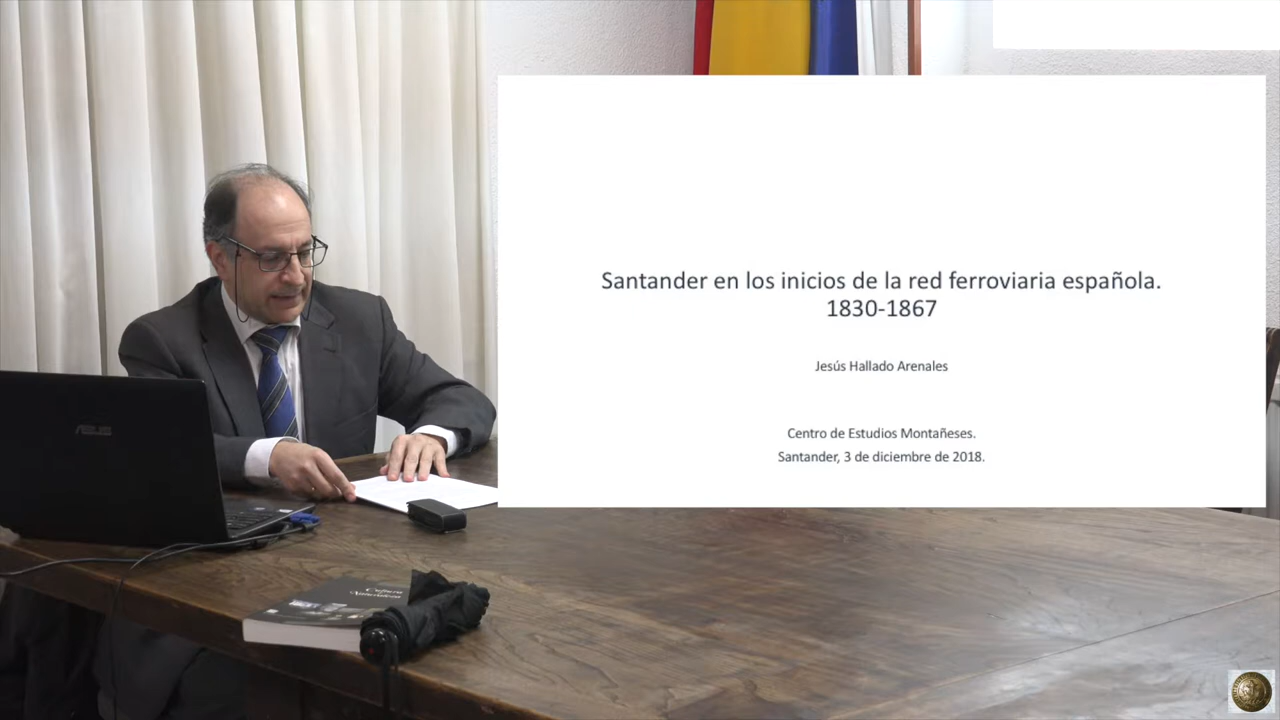 Santander en los inicios de la red ferroviaria española.
1830-1867
Jesús Hallado Arenales
Centro de Estudios Montañeses.
Santander, 3 de diciembre de 2018.
ASUS